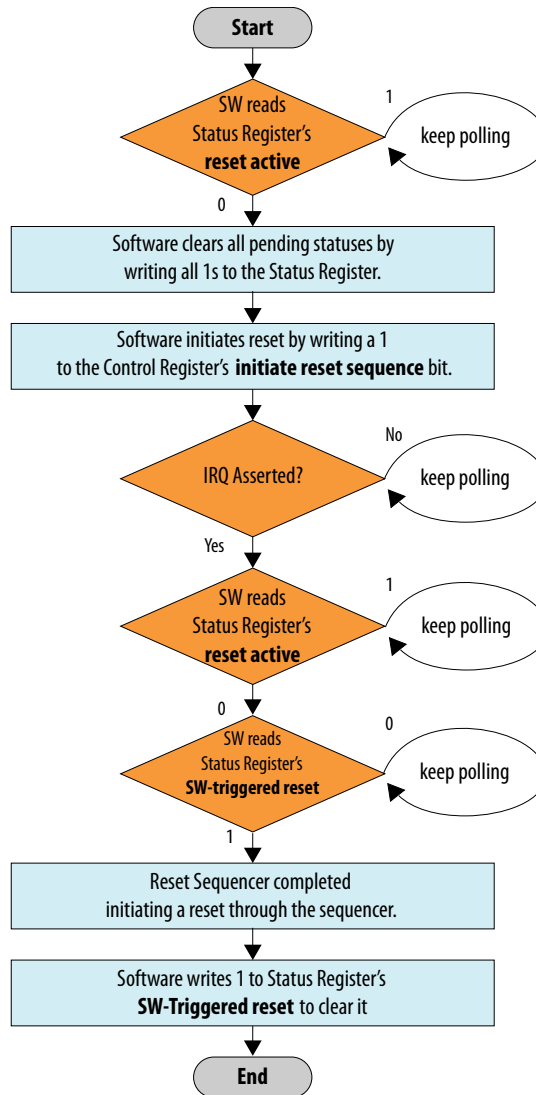 Start
SW reads
Status Register's
reset active
1
keep polling
0
Software clears all pending statuses by
writing all 1s to the Status Register.
Software initiates reset by writing a 1
to the Control Register's initiate reset sequence bit.
IRQ Asserted?
No
keep polling
Yes
SW reads
Status Register's
reset active
1
keep polling
0
SW reads
Status Register's
SW-triggered reset
0
keep polling
1
Reset Sequencer completed
initiating a reset through the sequencer.
Software writes 1 to Status Register's
SW-Triggered reset to clear it
End